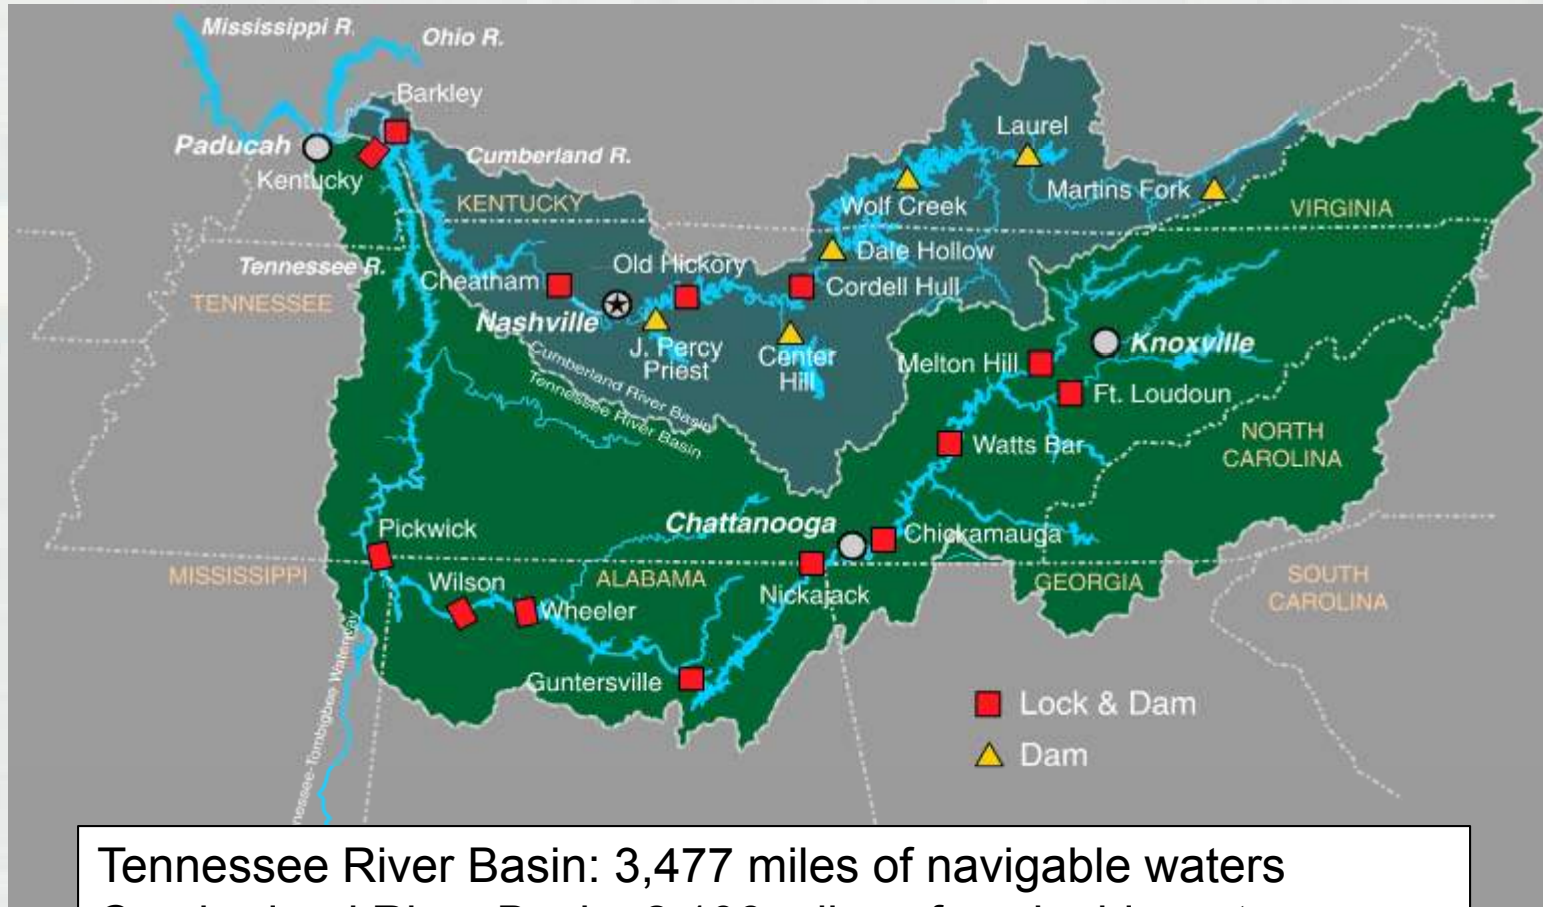 Mississippi R.
Ohio R.
Barkley
Paducah
Kentucky
Cumberland R.
KENTUCKY
Laurel
Wolf Creek
Martins Fork
VIRGINIA
Tennessee R.
TENNESSEE
Cheatham
Old Hickory
Dale Hollow
Cordell Hull
Nashville
J. Percy
Priest
Center
Hill
Cumberland River Basin
Tennessee River Basin
Melton Hill
Knoxville
Ft. Loudoun
Watts Bar
NORTH
CAROLINA
Pickwick
Chattanooga
Chickamauga
MISSISSIPPI
Wilson
ALABAMA
Wheeler
Nickajack
GEORGIA
SOUTH
CAROLINA
Guntersville
nessee-Tombigbee Waterway
Lock & Dam
Dam
Tennessee River Basin: 3,477 miles of navigable waters